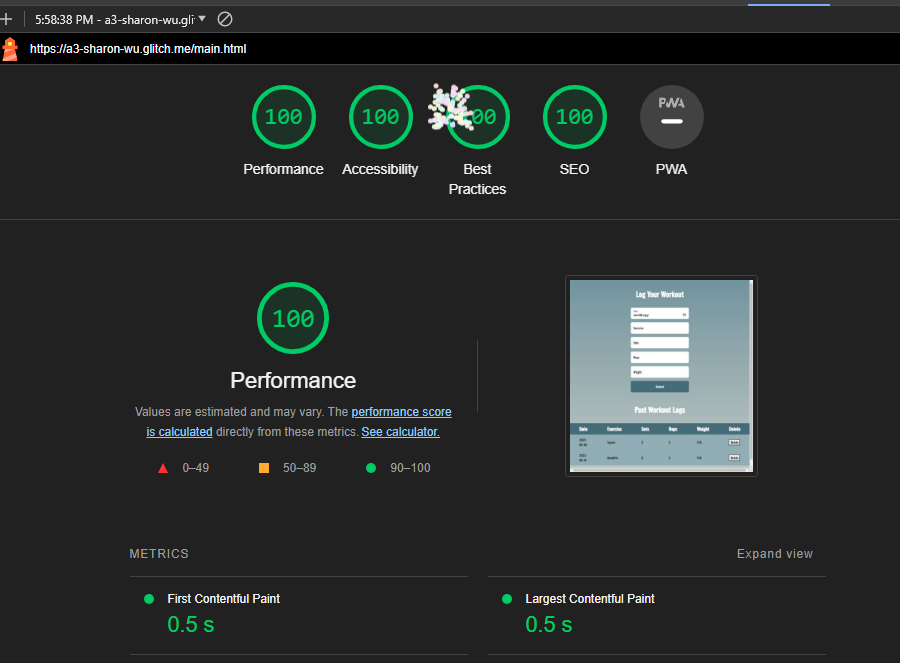 5:58:38 PM - a3-sharon-wu.gli
https://a3-sharon-wu.glitch.me/main.html
100 100 00 100 PWA
Performance Accessibility Best Practices SEO PWA
100
Performance
Values are estimated and may vary. The performance score
is calculated directly from these metrics. See calculator.
0–49 50–89 90–100
Log Your Workout
Past Workout Logs
Date Exercise Sets Reps Weight Delete
METRICS
Expand view
First Contentful Paint
0.5 s
Largest Contentful Paint
0.5 s